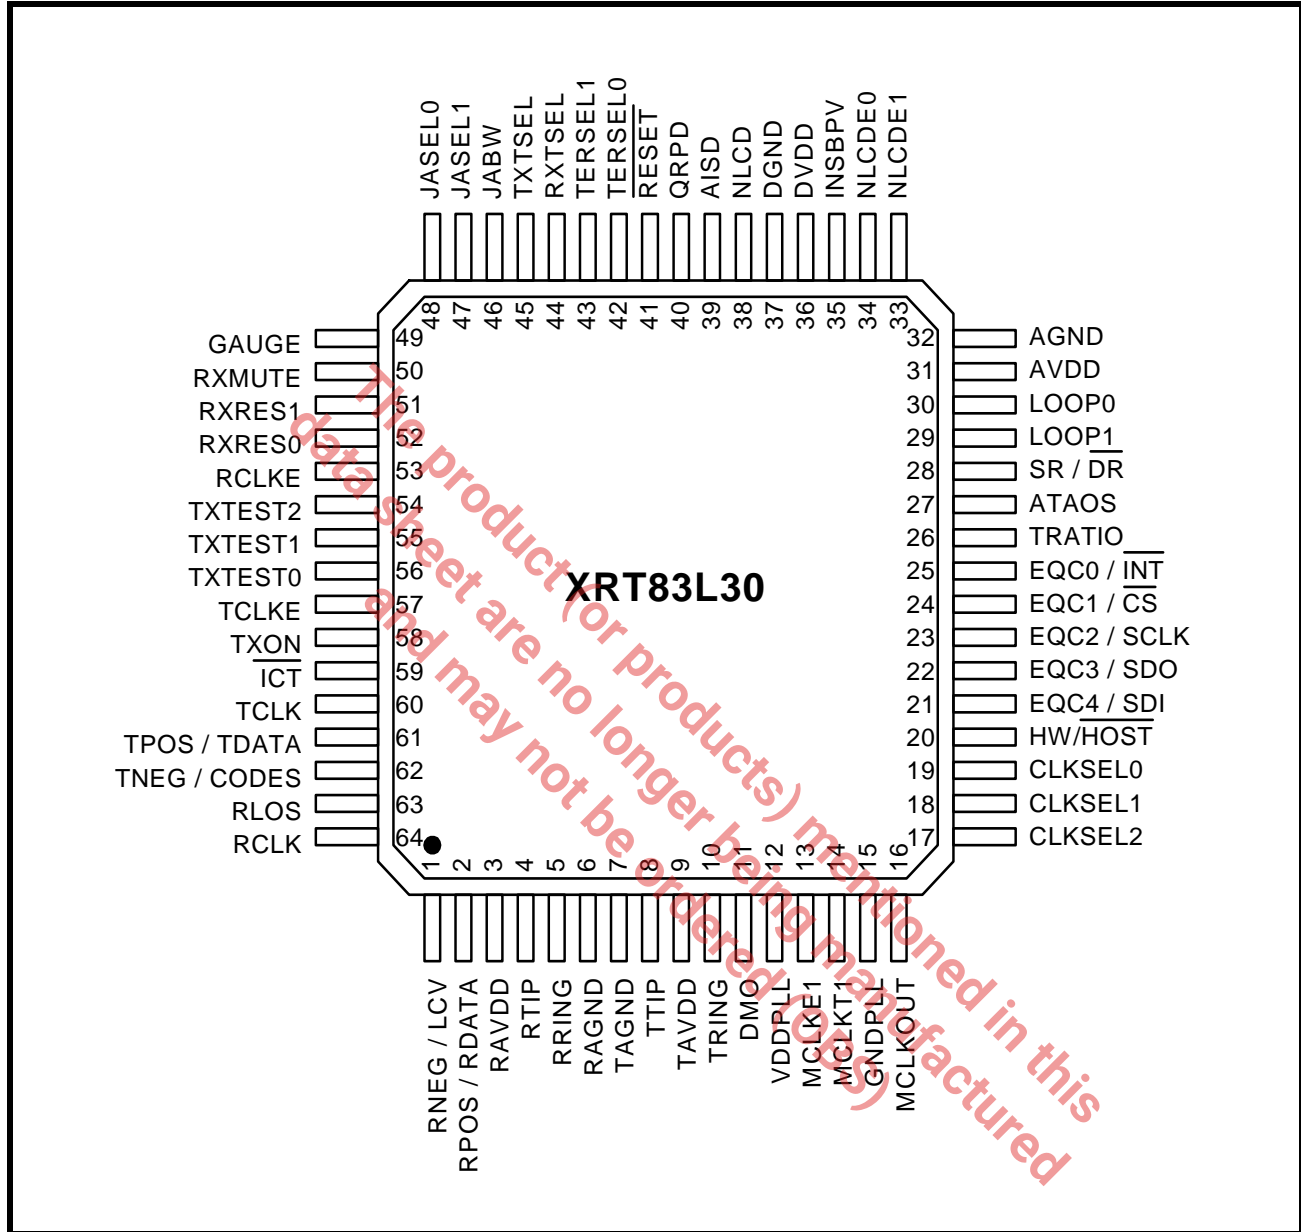 JASEL0
JASEL1
JABW
TXTSEL
RXTSEL
TERSEL1
TERSEL0
RESET
QRPD
AISD
NLCD
DGND
DVDD
INSBPV
NLCDE0
NLCDE1
48
47
46
45
44
43
42
41
40
39
38
37
36
35
34
33
GAUGE 49
RXMUTE 50
RXRES1 51
RXRES0 52
RCLKE 53
TXTEST2 54
TXTEST1 55
TXTEST0 56
TCLKE 57
TXON 58
ICT 59
TCLK 60
TPOS / TDATA 61
TNEG / CODES 62
RLOS 63
RCLK 64
XRT83L30
32 AGND
31 AVDD
30 LOOP0
29 LOOP1
28 SR / DR
27 ATAOS
26 TRATIO
25 EQC0 / INT
24 EQC1 / CS
23 EQC2 / SCLK
22 EQC3 / SDO
21 EQC4 / SDI
20 HW/HOST
19 CLKSEL0
18 CLKSEL1
17 CLKSEL2
1
2
3
4
5
6
7
8
9
10
11
12
13
14
15
16
RNEG / LCV
RPOS / RDATA
RAVDD
RTIP
RRING
RAGND
TAGND
TTIP
TAVDD
TRING
DMO
VDDPLL
MCLKE1
MCLKT1
GNDPLL
MCLKOUT
The product (or products) mentioned in this
data sheet are no longer being manufactured
and may not be ordered (OBS)